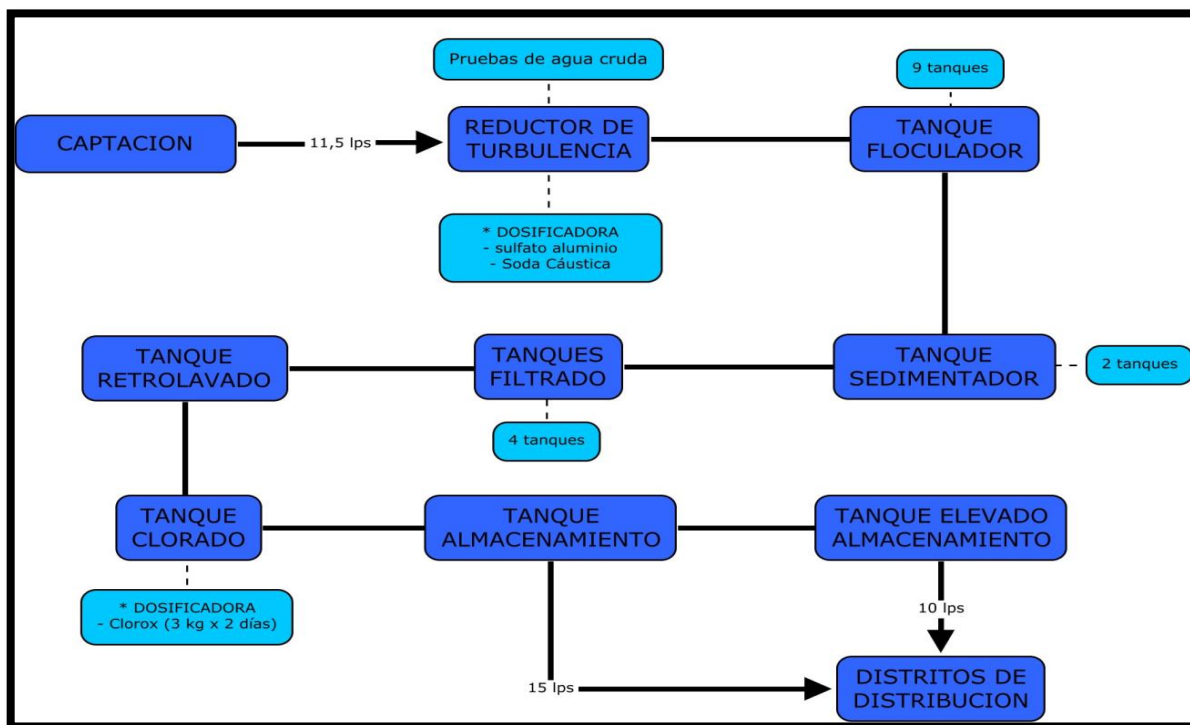 Pruebas de agua cruda
9 tanques
CAPTACION
11,5 lps
REDUCTOR DE
TURBULENCIA
TANQUE
FLOCULADOR
* DOSIFICADORA
- sulfato aluminio
- Soda Cáustica
TANQUE
RETROLAVADO
TANQUES
FILTRADO
TANQUE
SEDIMENTADOR
2 tanques
4 tanques
TANQUE
CLORADO
TANQUE
ALMACENAMIENTO
TANQUE ELEVADO
ALMACENAMIENTO
* DOSIFICADORA
- Clorox (3 kg x 2 días)
10 lps
15 lps
DISTRITOS DE
DISTRIBUCION